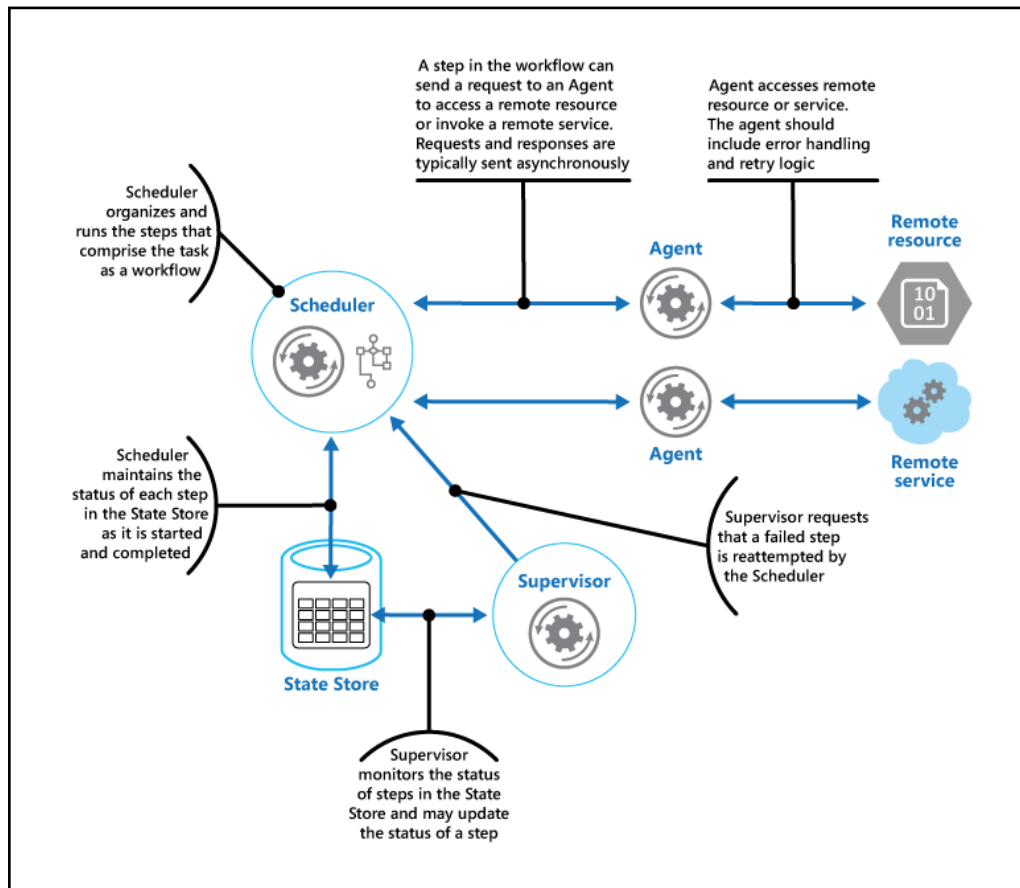 A step in the workflow can
send a request to an Agent
to access a remote resource
or invoke a remote service.
Requests and responses are
typically sent asynchronously
Agent accesses remote
resource or service.
The agent should
include error handling
and retry logic
Scheduler
organizes and
runs the steps that
comprise the task
as a workflow
Scheduler
Agent
Remote
resource
10
01
Agent
Remote
service
Scheduler
maintains the
status of each step
in the State Store
as it is started
and completed
Supervisor requests
that a failed step
is reattempted by
the Scheduler
Supervisor
State Store
Supervisor
monitors the status
of steps in the State
Store and may update
the status of a step